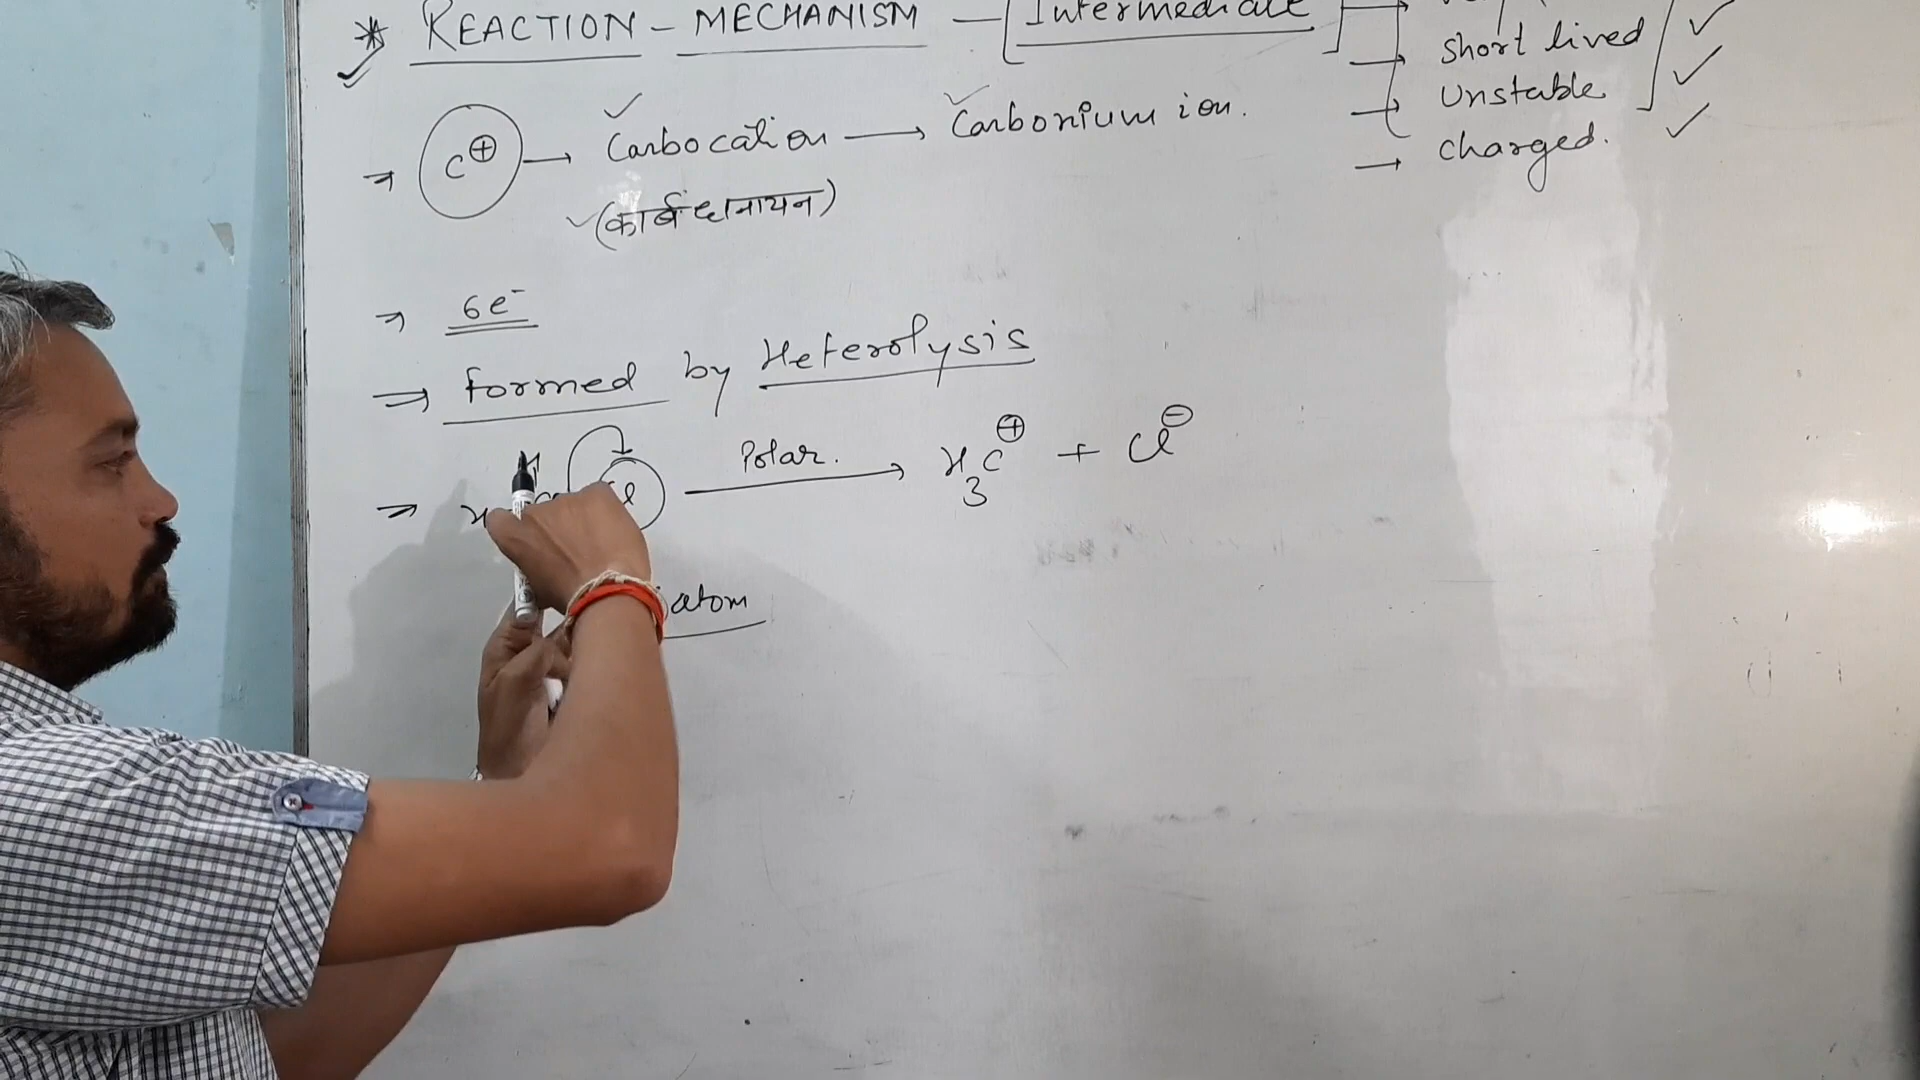 * REACTION - MECHANISM - [Intermediate]
→ short lived
→ Unstable
→ charged.
→ C⊕ → Carbocation → Carbonium ion.
(कार्बधनायन)
→ 6e⁻
→ formed by Heterolysis
→ H Cl Polar. → H₃C⊕ + Cl⊖
atom